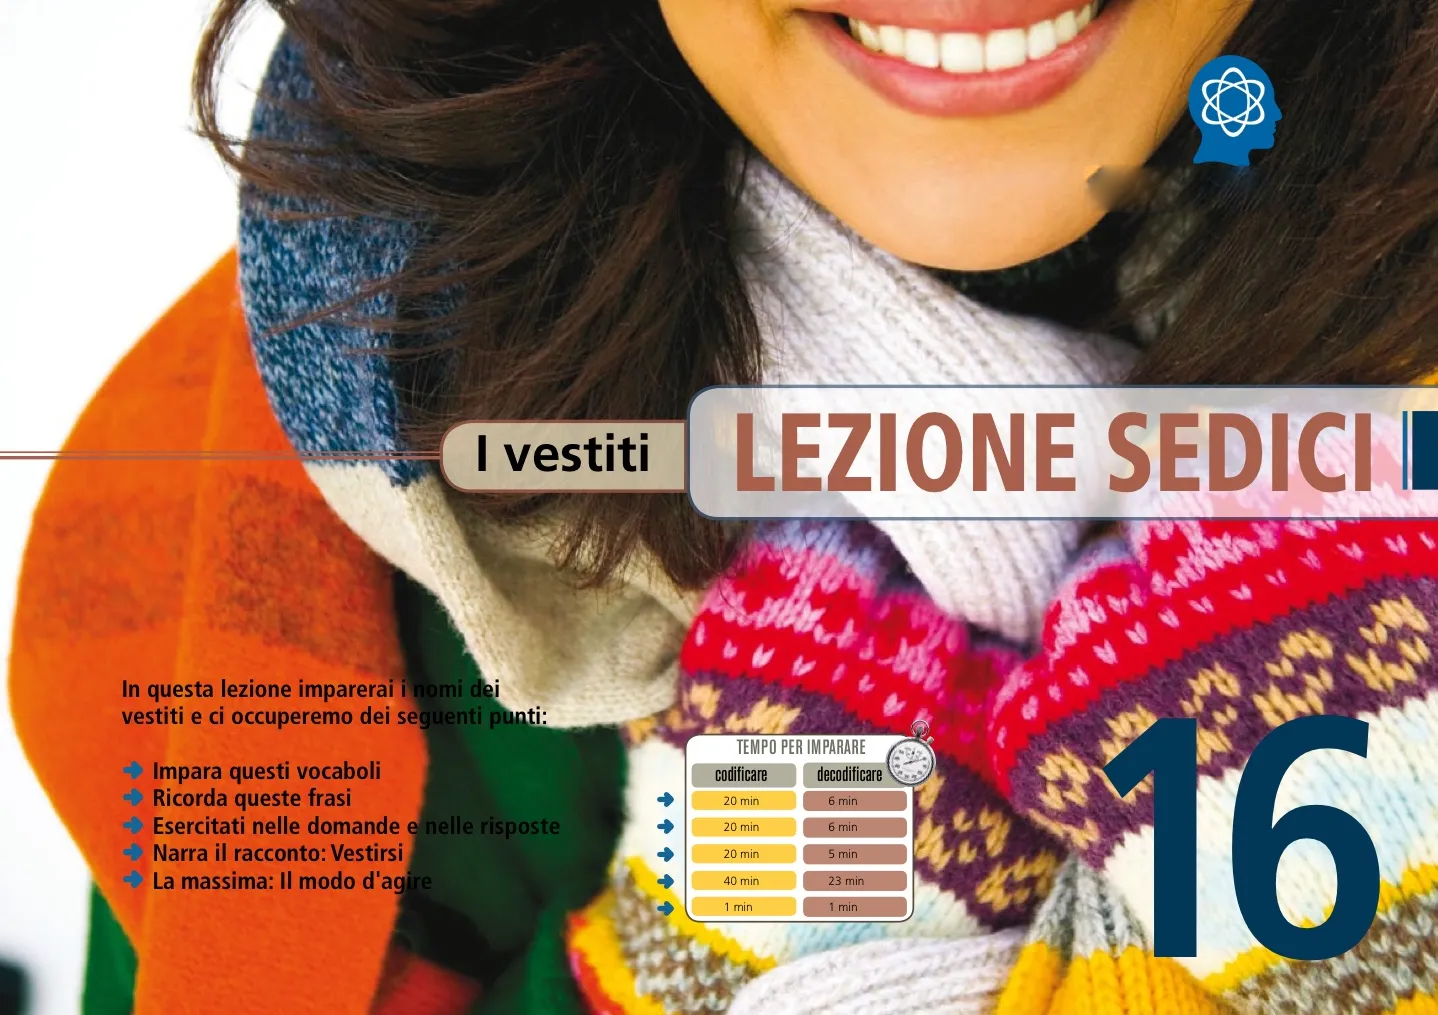 I vestiti
LEZIONE SEDICI
In questa lezione imparerai i nomi dei
vestiti e ci occuperemo dei seguenti punti:
Impara questi vocaboli
Ricorda queste frasi
Esercitati nelle domande e nelle risposte
Narra il racconto: Vestirsi
La massima: Il modo d'agire
TEMPO PER IMPARARE
codificare decodificare
20 min 6 min
20 min 6 min
20 min 5 min
40 min 23 min
1 min 1 min
16